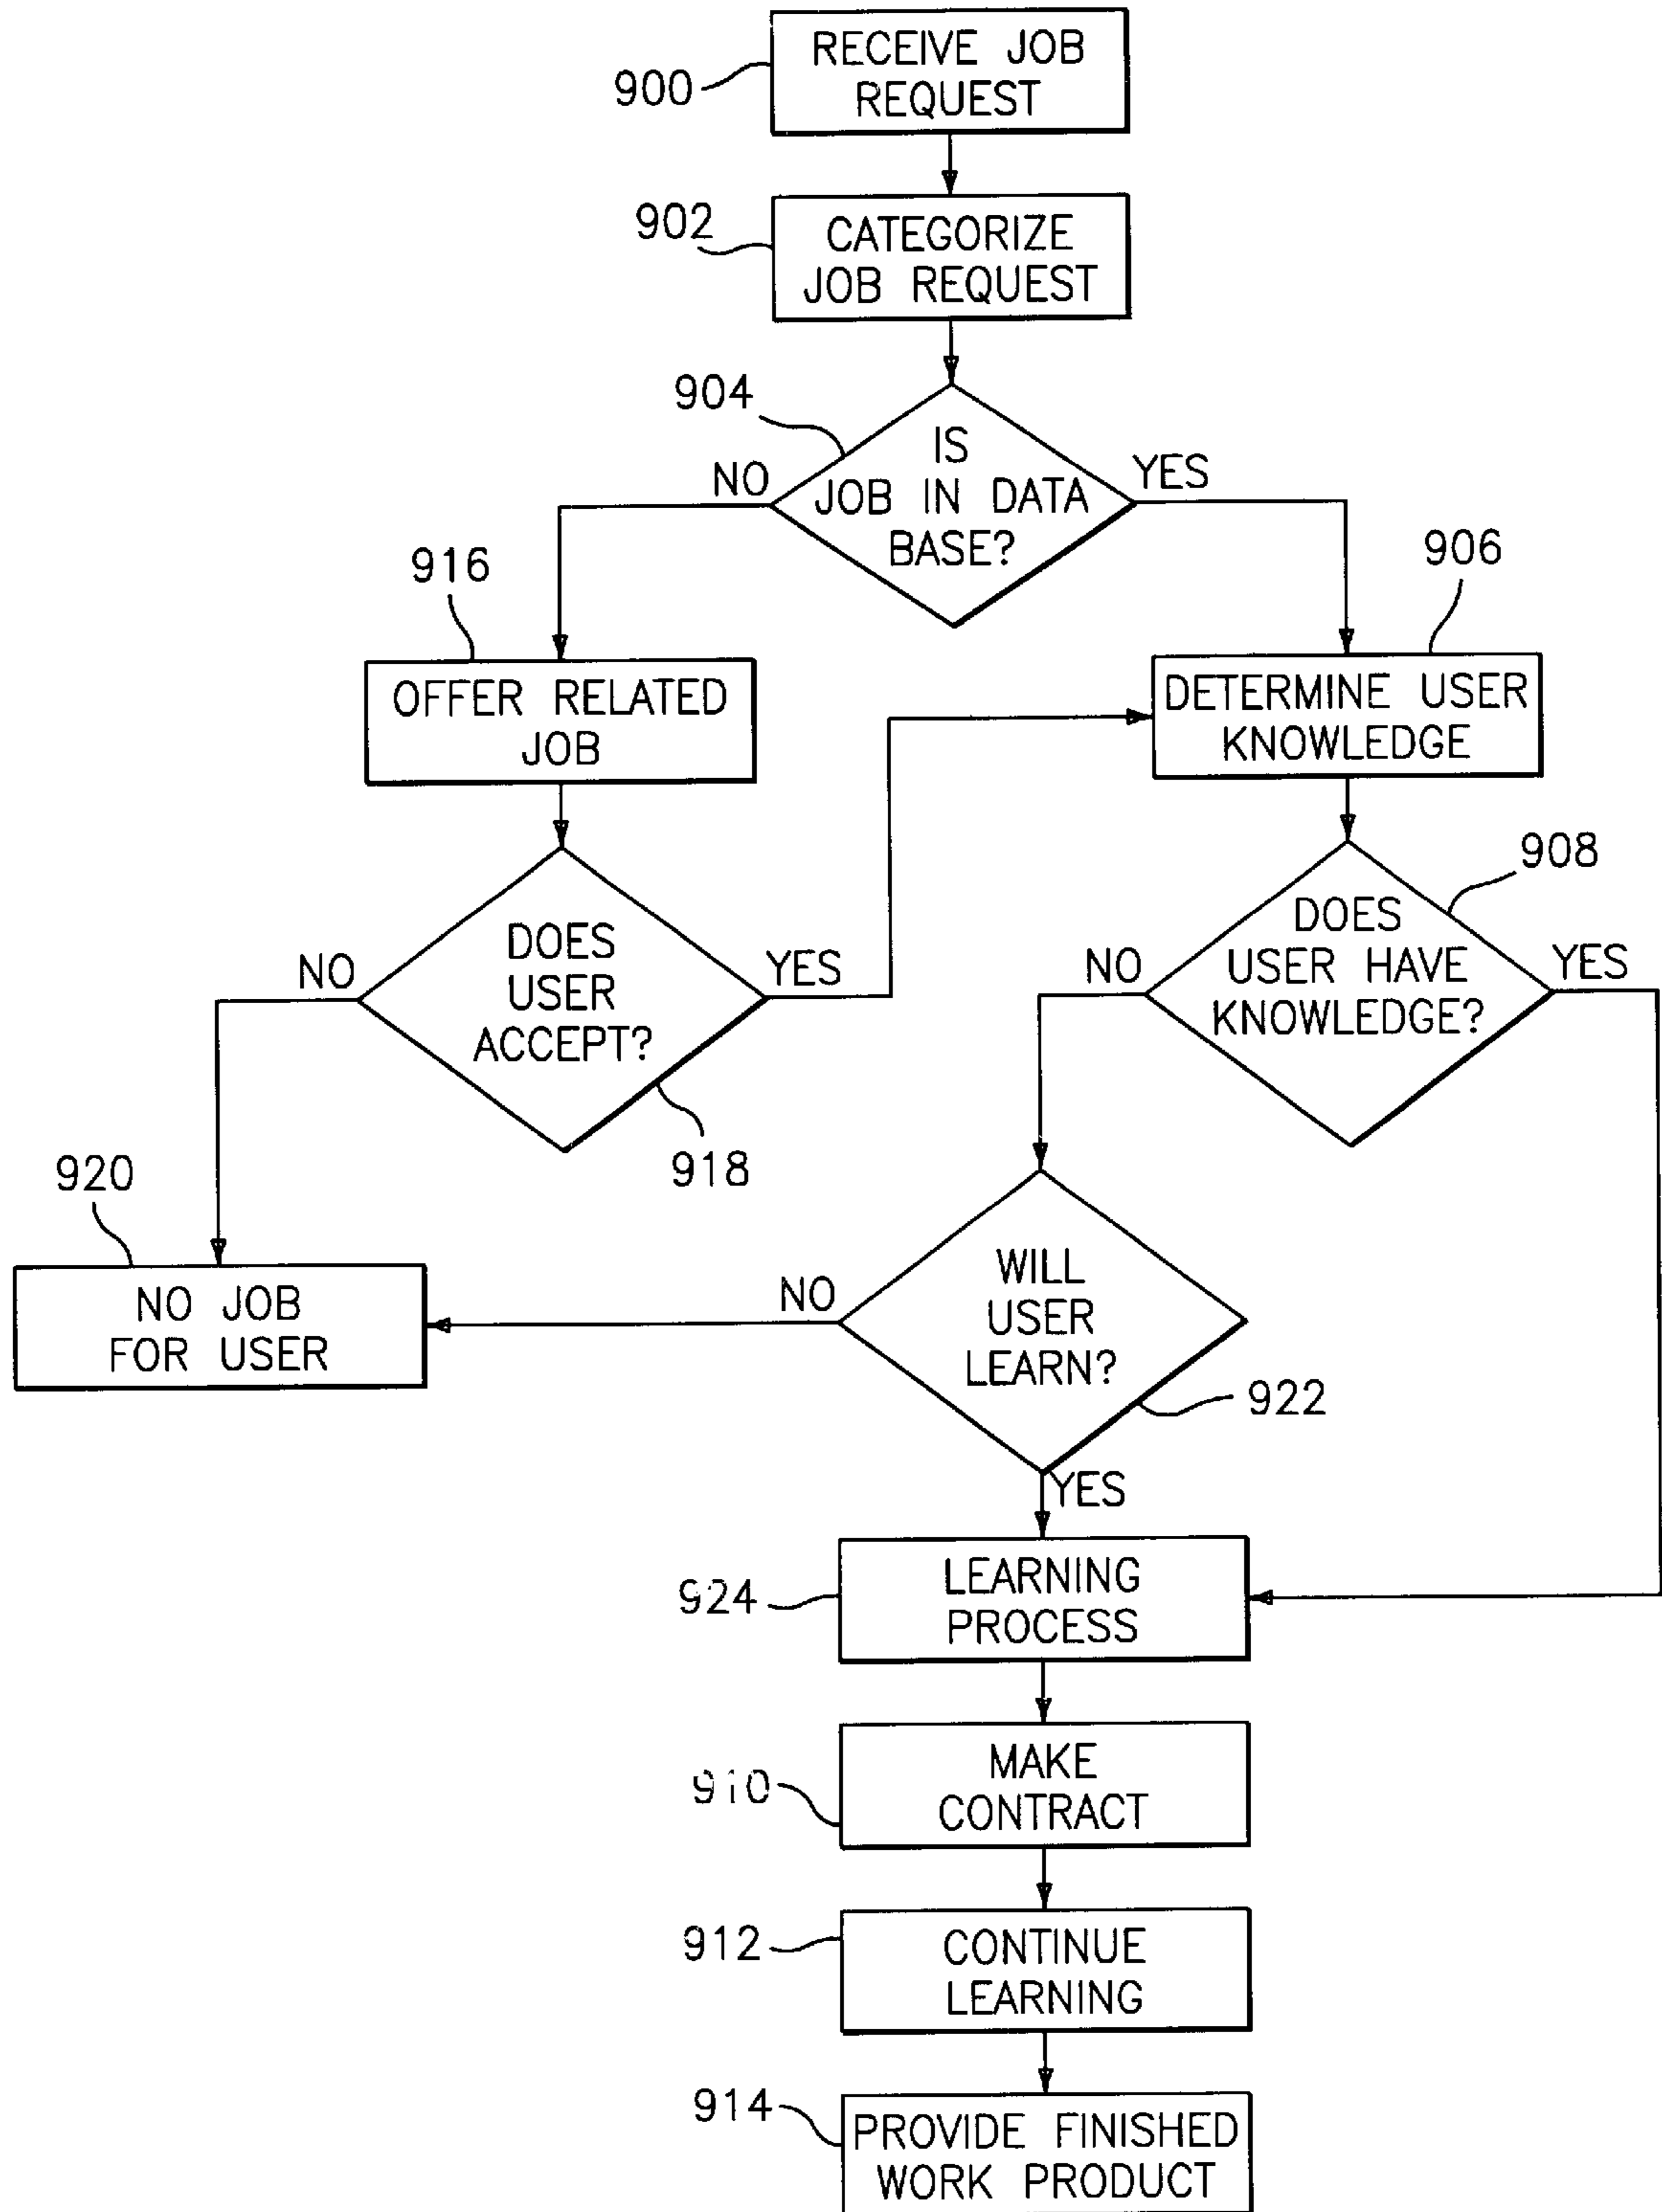 900
RECEIVE JOB
REQUEST
902
CATEGORIZE
JOB REQUEST
904
IS
JOB IN DATA
BASE?
NO
YES
916
OFFER RELATED
JOB
906
DETERMINE USER
KNOWLEDGE
DOES
USER
ACCEPT?
NO
YES
918
908
DOES
USER HAVE
KNOWLEDGE?
NO
YES
920
NO JOB
FOR USER
WILL
USER
LEARN?
NO
922
YES
924
LEARNING
PROCESS
910
MAKE
CONTRACT
912
CONTINUE
LEARNING
914
PROVIDE FINISHED
WORK PRODUCT